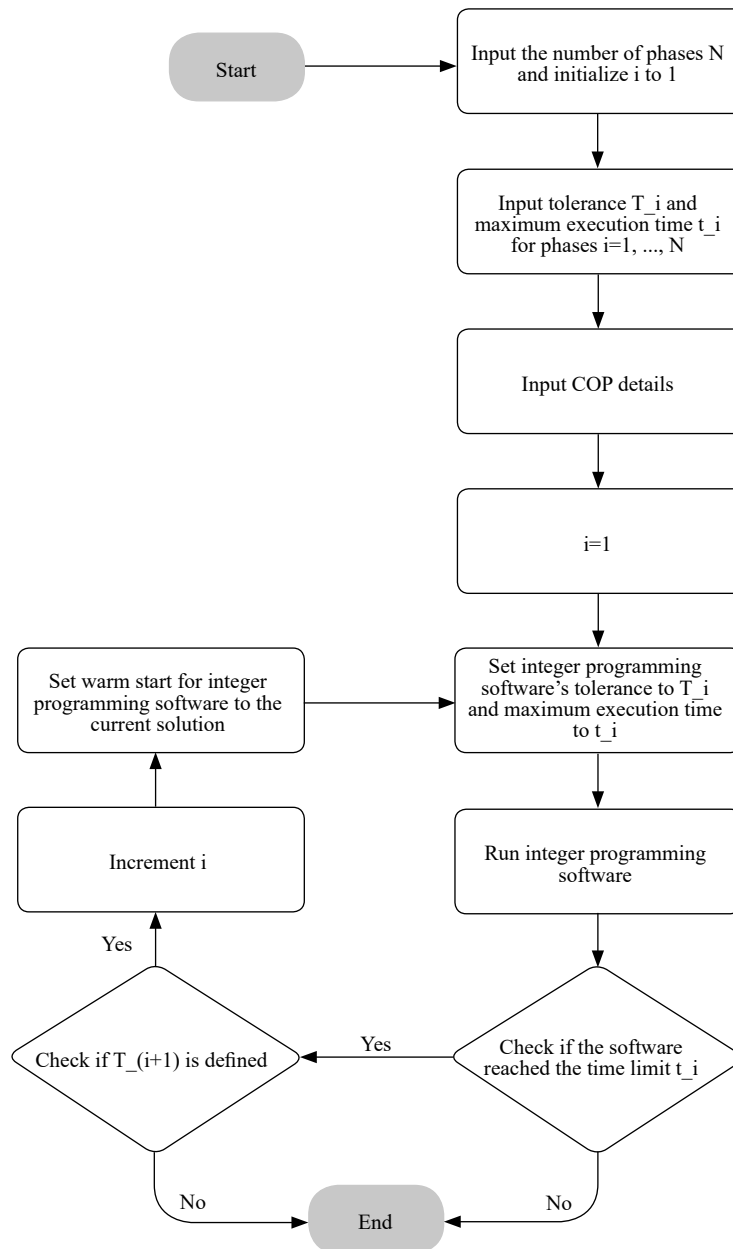 Start
Input the number of phases N
and initialize i to 1
Input tolerance T_i and
maximum execution time t_i
for phases i=1, ..., N
Input COP details
i=1
Set warm start for integer
programming software to the
current solution
Set integer programming
software’s tolerance to T_i
and maximum execution time
to t_i
Increment i
Run integer programming
software
Yes
Check if T_(i+1) is defined
Yes
Check if the software
reached the time limit t_i
No
End
No